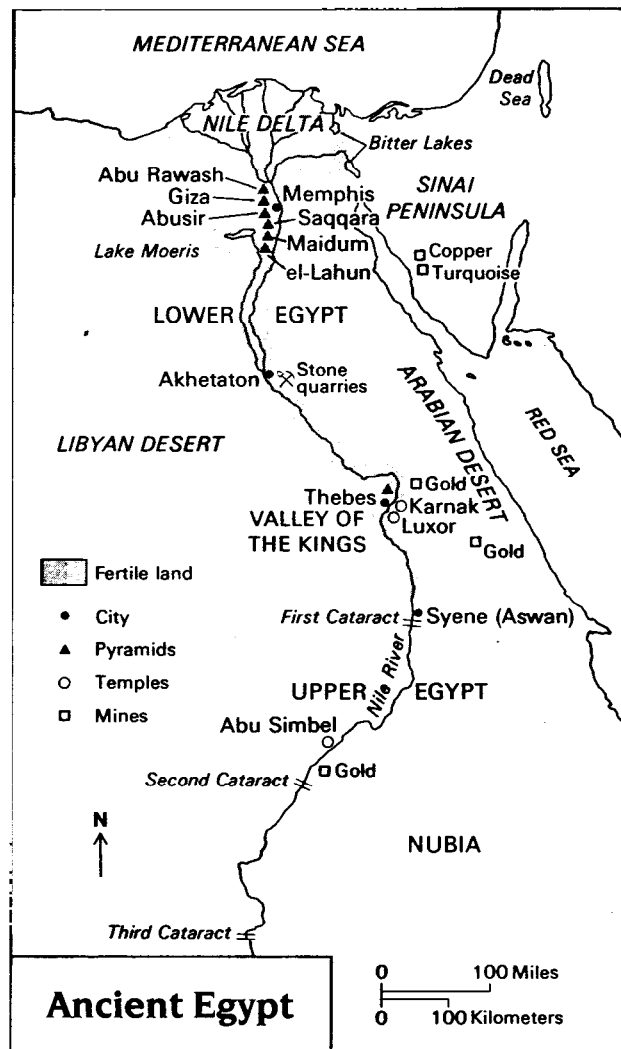 MEDITERRANEAN SEA
Dead
Sea
NILE DELTA
Bitter Lakes
Abu Rawash
Giza
Abusir
Memphis
Saqqara
Maidum
el-Lahun
Lake Moeris
SINAI
PENINSULA
Copper
Turquoise
LOWER EGYPT
Akhetaton
Stone
quarries
ARABIAN DESERT
RED SEA
LIBYAN DESERT
Gold
Thebes
Karnak
Luxor
VALLEY OF
THE KINGS
Gold
Fertile land
City
Pyramids
Temples
Mines
First Cataract
Syene (Aswan)
Nile River
UPPER EGYPT
Abu Simbel
Gold
Second Cataract
N
NUBIA
Third Cataract
Ancient Egypt
0 100 Miles
0 100 Kilometers